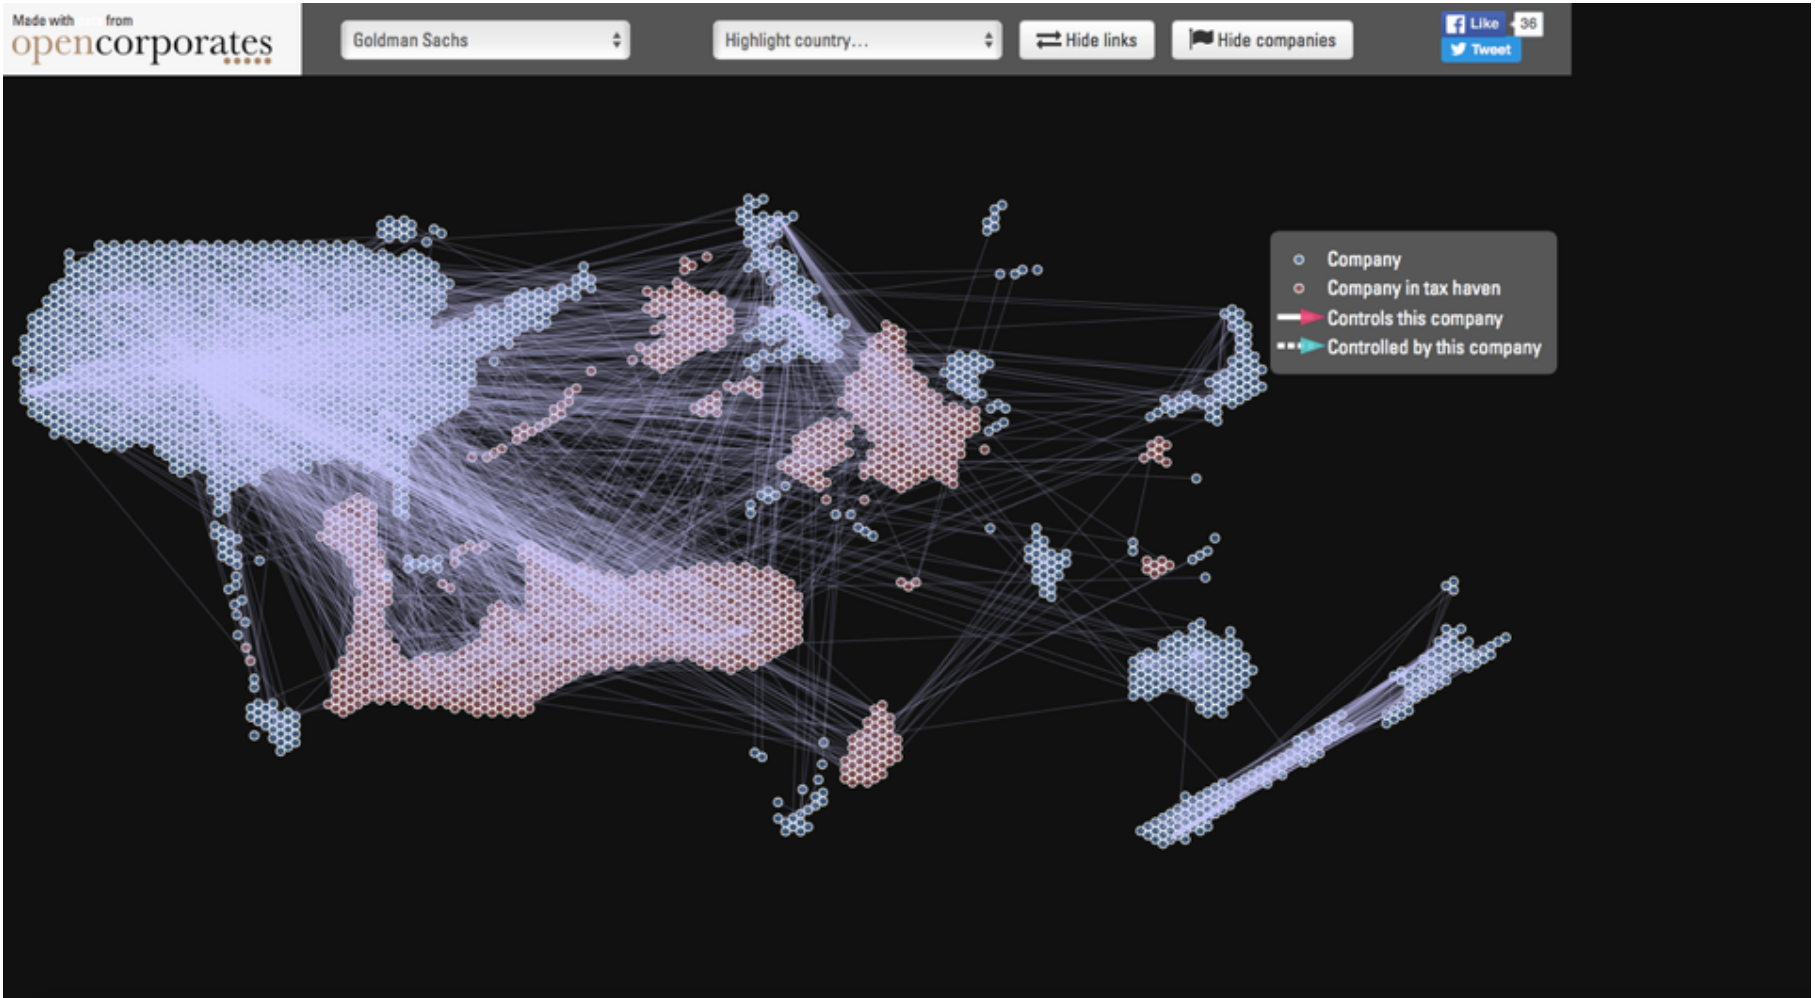 Made with data from
opencorporates
Goldman Sachs
Highlight country...
Hide links
Hide companies
Like
36
Tweet
Company
Company in tax haven
Controls this company
Controlled by this company